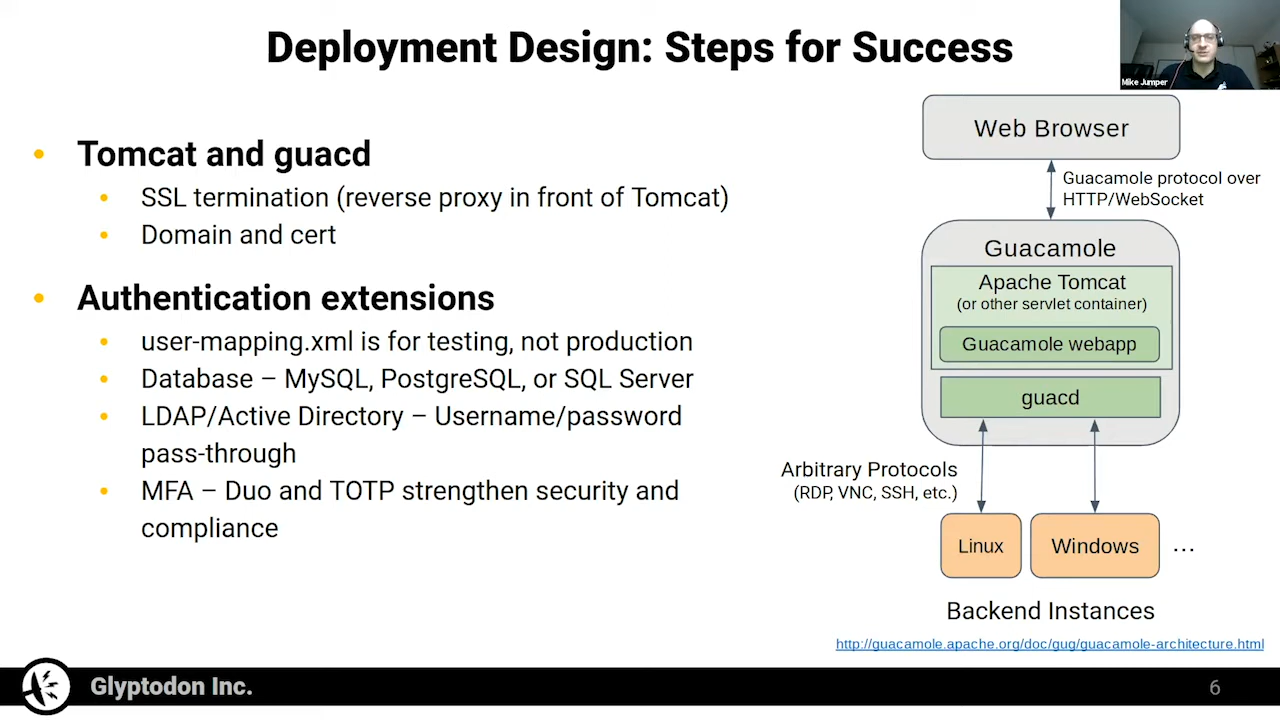 Deployment Design: Steps for Success
Mike Jumper
• Tomcat and guacd
• SSL termination (reverse proxy in front of Tomcat)
• Domain and cert
• Authentication extensions
• user-mapping.xml is for testing, not production
• Database – MySQL, PostgreSQL, or SQL Server
• LDAP/Active Directory – Username/password
pass-through
• MFA – Duo and TOTP strengthen security and
compliance
Web Browser
Guacamole protocol over
HTTP/WebSocket
Guacamole
Apache Tomcat
(or other servlet container)
Guacamole webapp
guacd
Arbitrary Protocols
(RDP, VNC, SSH, etc.)
Linux
Windows
...
Backend Instances
http://guacamole.apache.org/doc/gug/guacamole-architecture.html
Glyptodon Inc.
6